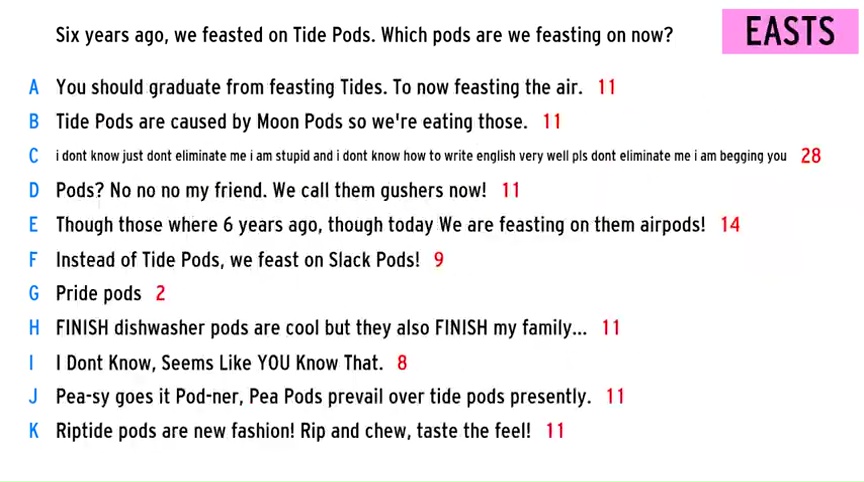 Six years ago, we feasted on Tide Pods. Which pods are we feasting on now?
EASTS
A You should graduate from feasting Tides. To now feasting the air. 11
B Tide Pods are caused by Moon Pods so we're eating those. 11
C i dont know just dont eliminate me i am stupid and i dont know how to write english very well pls dont eliminate me i am begging you 28
D Pods? No no no my friend. We call them gushers now! 11
E Though those where 6 years ago, though today We are feasting on them airpods! 14
F Instead of Tide Pods, we feast on Slack Pods! 9
G Pride pods 2
H FINISH dishwasher pods are cool but they also FINISH my family... 11
I I Dont Know, Seems Like YOU Know That. 8
J Pea-sy goes it Pod-ner, Pea Pods prevail over tide pods presently. 11
K Riptide pods are new fashion! Rip and chew, taste the feel! 11